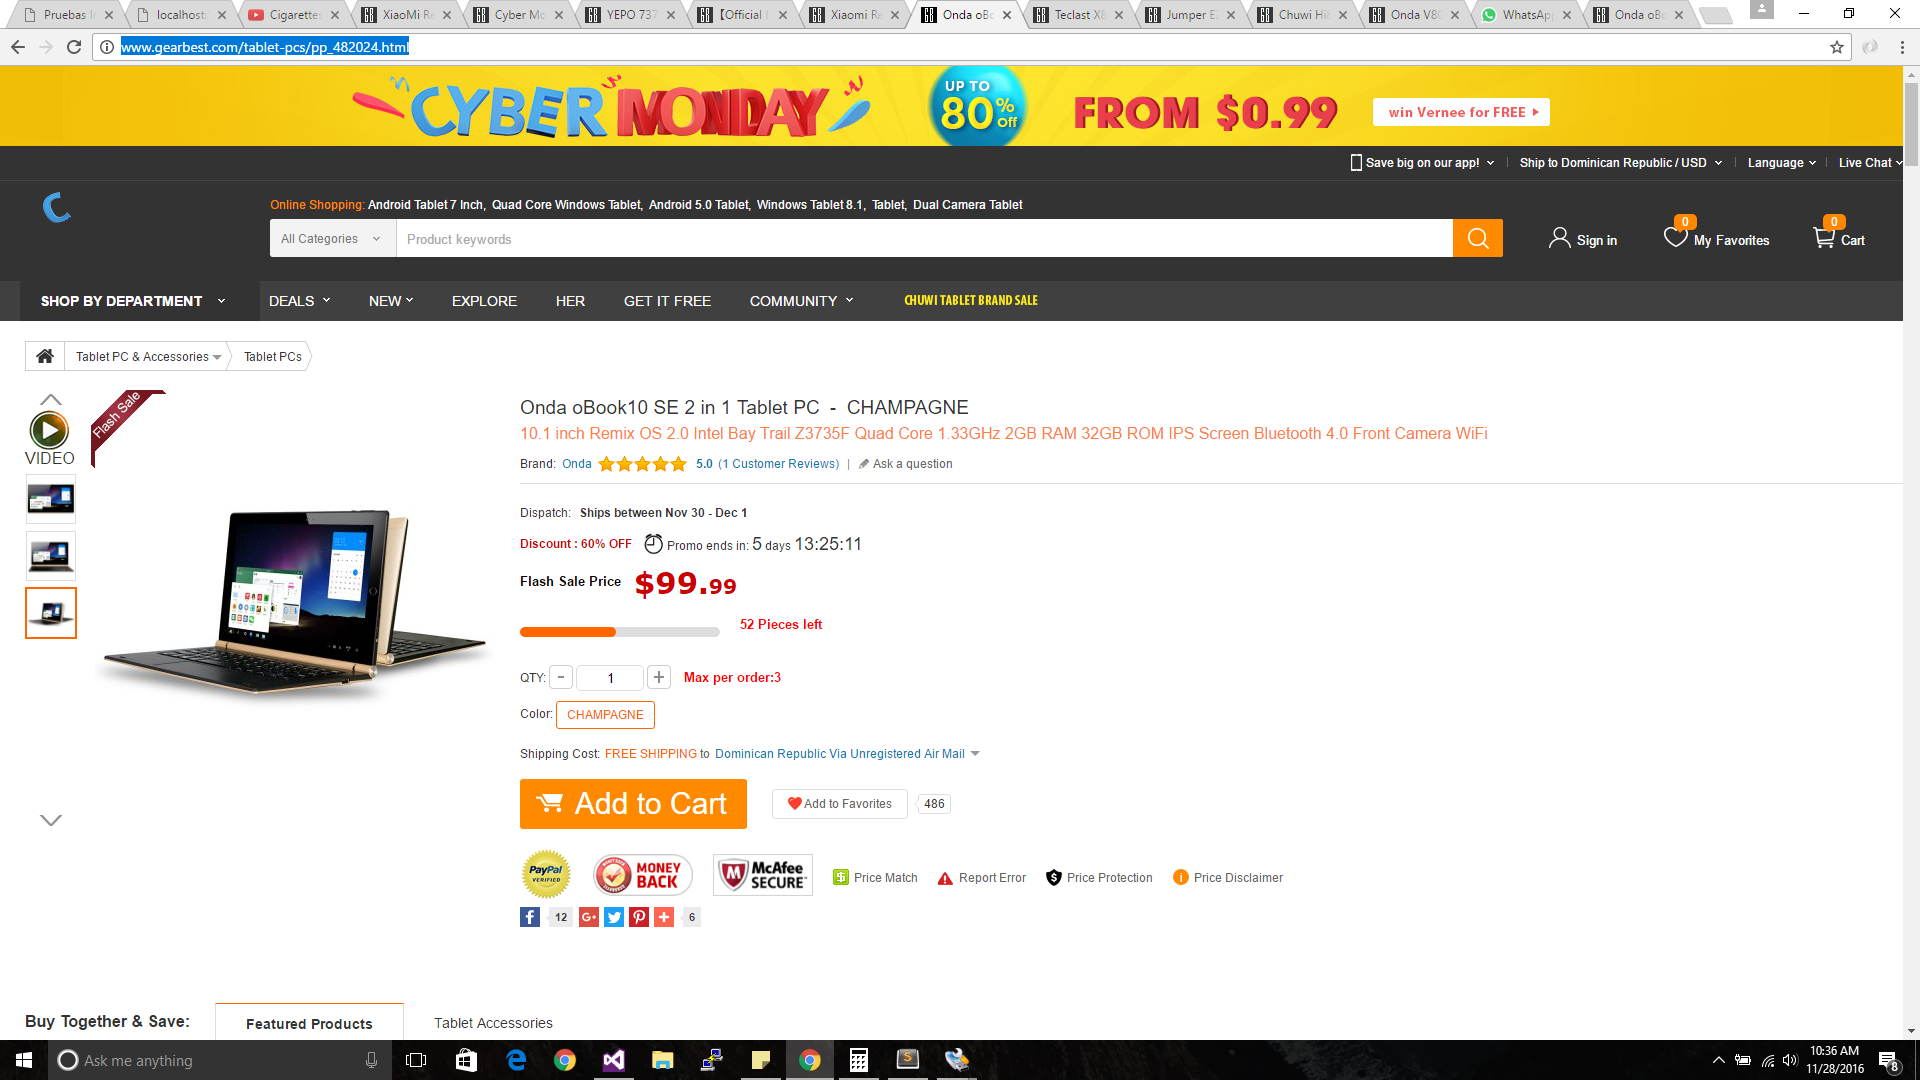 Pruebas I
localhost:
Cigarette
XiaoMi Re
Cyber Mo
YEPO 737
[Official
Xiaomi Re
Onda oBo
Teclast X8
Jumper E
Chuwi Hi8
Onda V80
WhatsApp
Onda oBo
www.gearbest.com/tablet-pcs/pp_482024.html
CYBER MONDAY
UP TO
80% Off
FROM $0.99
win Vernee for FREE
Save big on our app!
Ship to Dominican Republic / USD
Language
Live Chat
Online Shopping: Android Tablet 7 Inch, Quad Core Windows Tablet, Android 5.0 Tablet, Windows Tablet 8.1, Tablet, Dual Camera Tablet
All Categories
Product keywords
Sign in
0
My Favorites
0
Cart
SHOP BY DEPARTMENT
DEALS
NEW
EXPLORE
HER
GET IT FREE
COMMUNITY
CHUWI TABLET BRAND SALE
Tablet PC & Accessories
Tablet PCs
VIDEO
Flash Sale
Onda oBook10 SE 2 in 1 Tablet PC - CHAMPAGNE
10.1 inch Remix OS 2.0 Intel Bay Trail Z3735F Quad Core 1.33GHz 2GB RAM 32GB ROM IPS Screen Bluetooth 4.0 Front Camera WiFi
Brand: Onda 5.0 (1 Customer Reviews) | Ask a question
Dispatch: Ships between Nov 30 - Dec 1
Discount : 60% OFF Promo ends in: 5 days 13:25:11
Flash Sale Price $99.99
52 Pieces left
QTY: - 1 + Max per order:3
Color: CHAMPAGNE
Shipping Cost: FREE SHIPPING to Dominican Republic Via Unregistered Air Mail
Add to Cart
Add to Favorites
486
PayPal
VERIFIED
MONEY
BACK
McAfee
SECURE
Price Match
Report Error
Price Protection
Price Disclaimer
12
G+
6
Buy Together & Save:
Featured Products
Tablet Accessories
Ask me anything
10:36 AM
11/28/2016
8